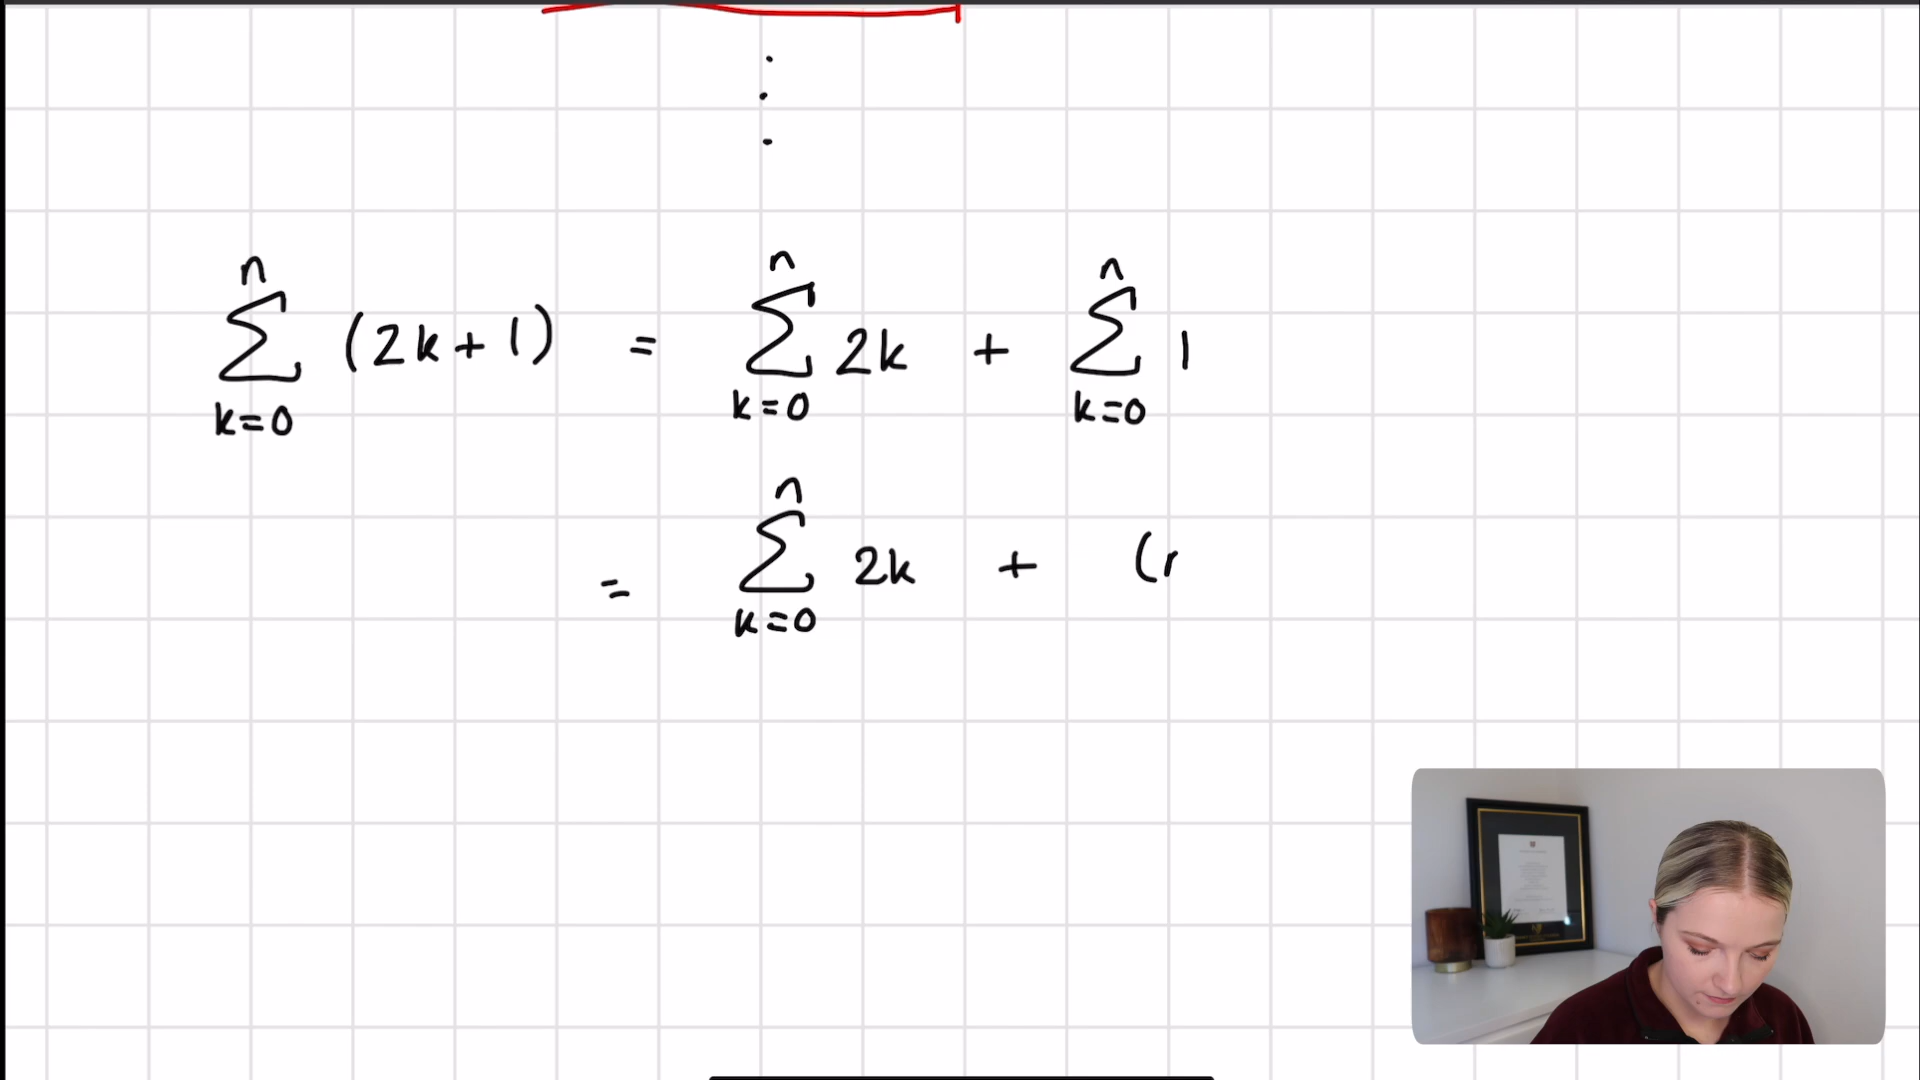 ⋮
n n n
∑ (2k+1) = ∑ 2k + ∑ 1
k=0 k=0 k=0
n
= ∑ 2k + (
k=0